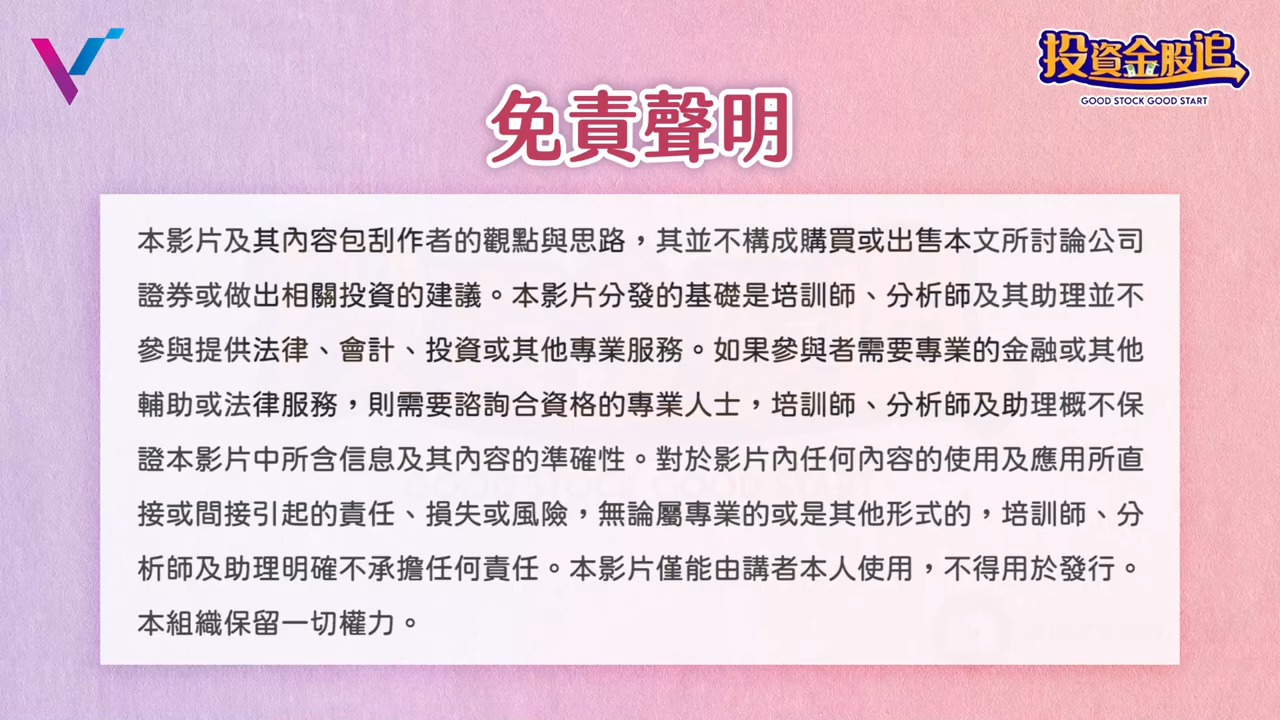 投資金股追
GOOD STOCK GOOD START
免責聲明
本影片及其內容包刮作者的觀點與思路，其並不構成購買或出售本文所討論公司
證券或做出相關投資的建議。本影片分發的基礎是培訓師、分析師及其助理並不
參與提供法律、會計、投資或其他專業服務。如果參與者需要專業的金融或其他
輔助或法律服務，則需要諮詢合資格的專業人士，培訓師、分析師及助理概不保
證本影片中所含信息及其內容的準確性。對於影片內任何內容的使用及應用所直
接或間接引起的責任、損失或風險，無論屬專業的或是其他形式的，培訓師、分
析師及助理明確不承擔任何責任。本影片僅能由講者本人使用，不得用於發行。
本組織保留一切權力。
GOOD STOCK GOOD START